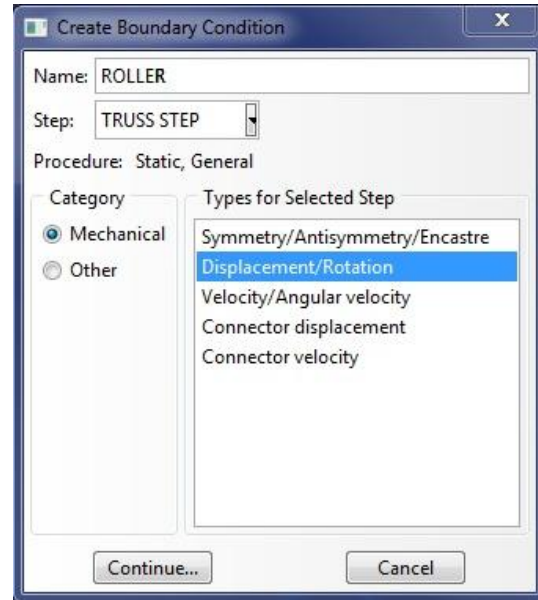 Create Boundary Condition
X
Name: ROLLER
Step: TRUSS STEP
Procedure: Static, General
Category
Mechanical
Other
Types for Selected Step
Symmetry/Antisymmetry/Encastre
Displacement/Rotation
Velocity/Angular velocity
Connector displacement
Connector velocity
Continue... Cancel